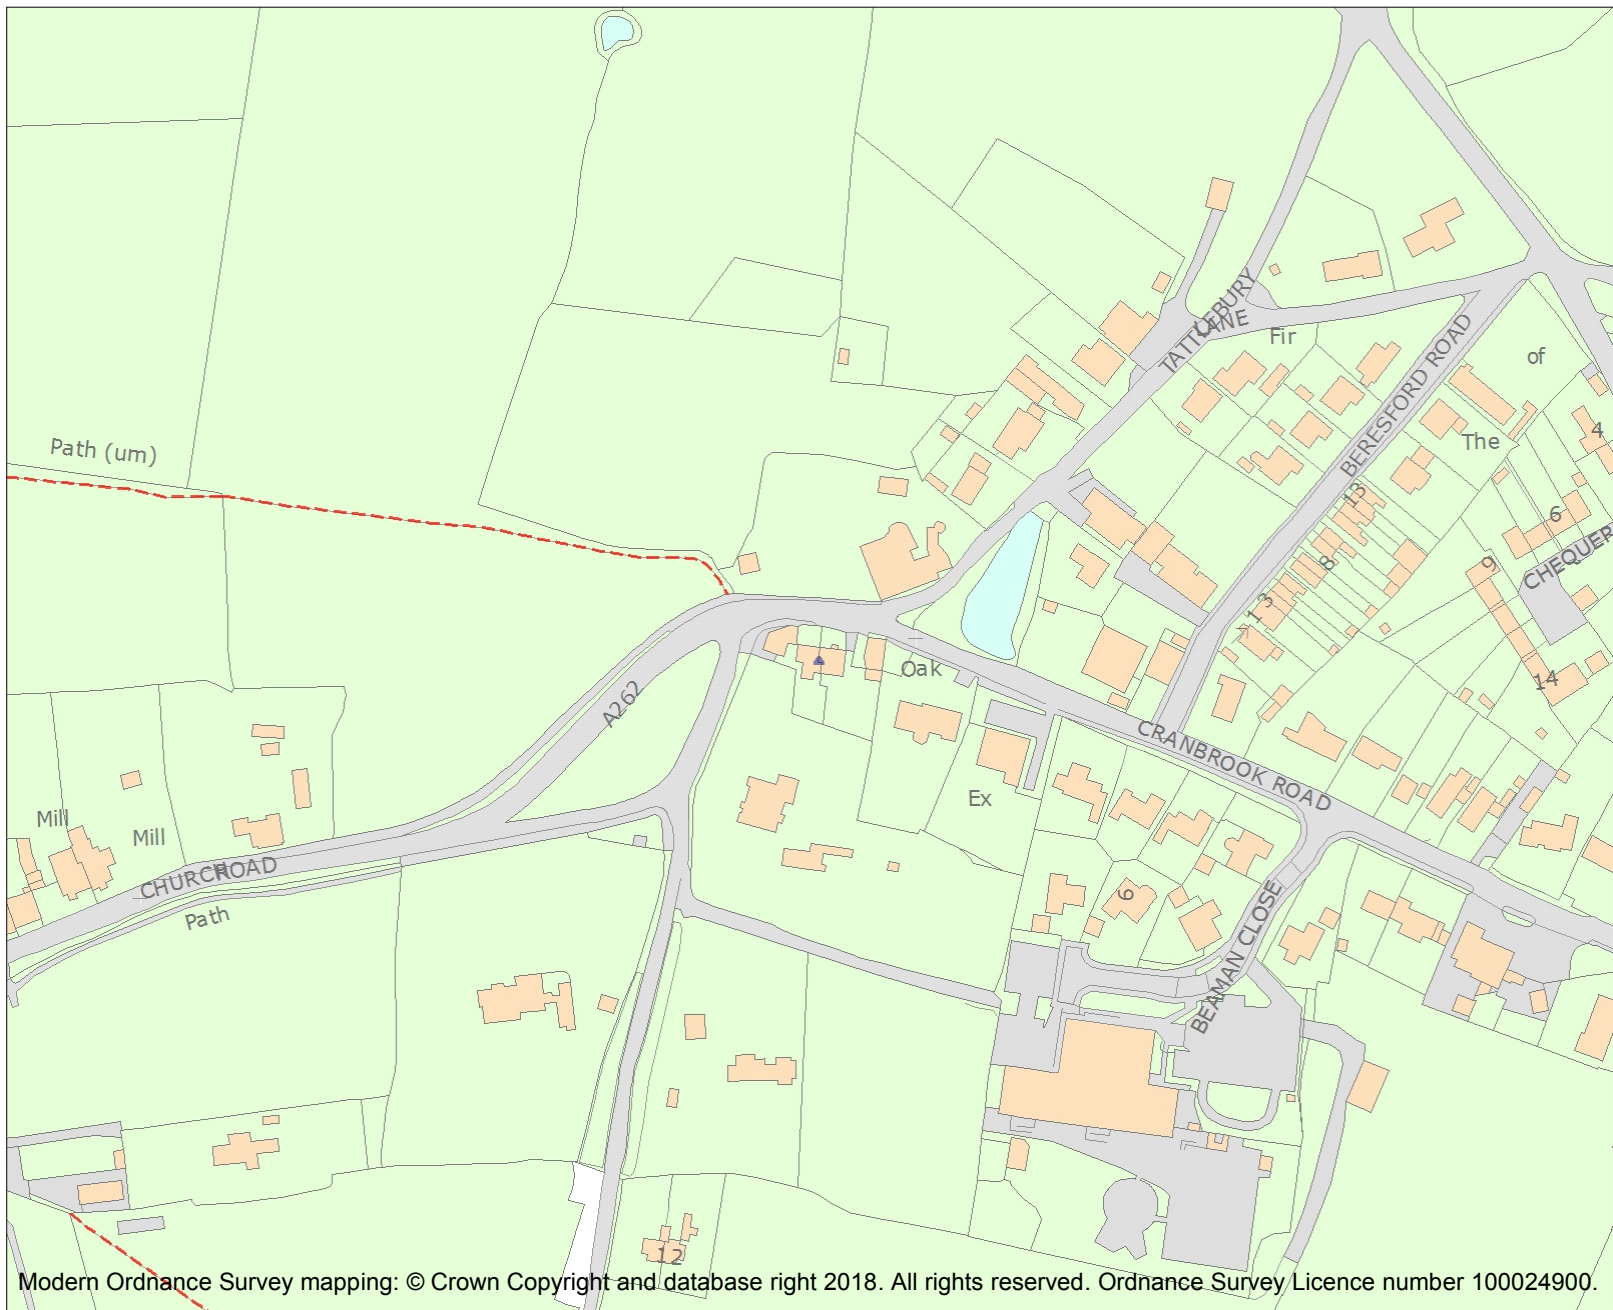 TATTLEBURY
LANE
Fir
of
BERESFORD ROAD
4
The
Path (um)
13
6
CHEQUER
9
8
1 3
14
Oak
A262
CRANBROOK ROAD
Ex
Mill
Mill
CHURCH ROAD
6
BEAMAN CLOSE
Path
12
Modern Ordnance Survey mapping: © Crown Copyright and database right 2018. All rights reserved. Ordnance Survey Licence number 100024900.